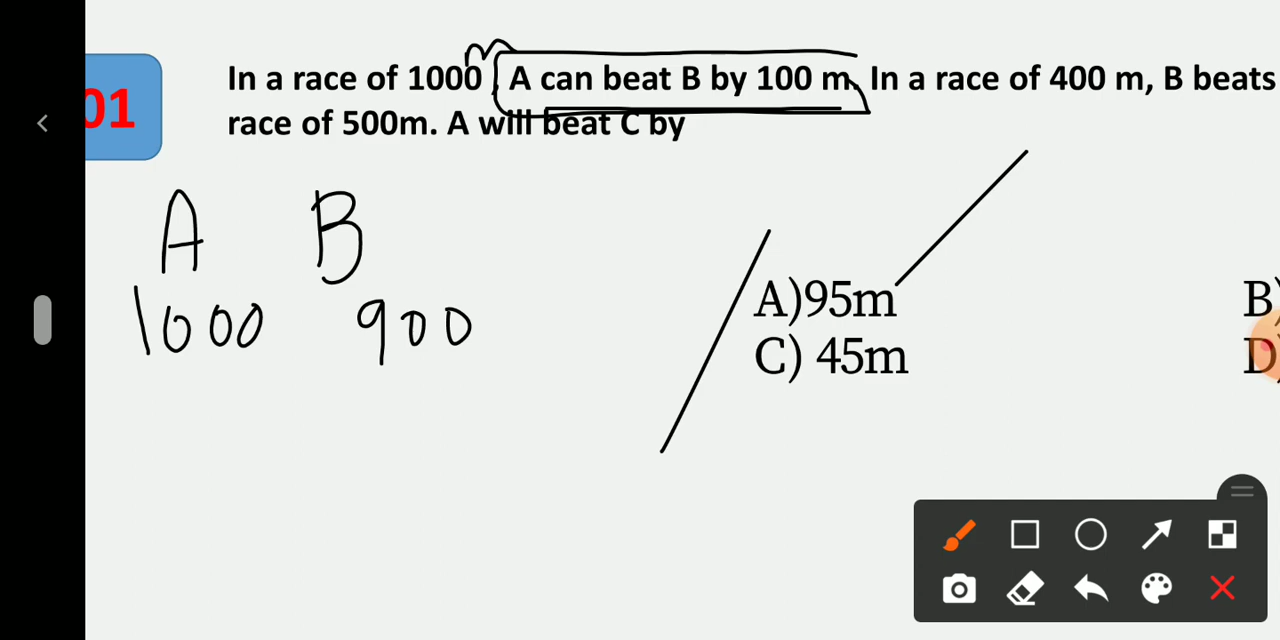 01
In a race of 1000 m, A can beat B by 100 m. In a race of 400 m, B beats
race of 500m. A will beat C by
A B
1000 900
A)95m B)
C) 45m D)